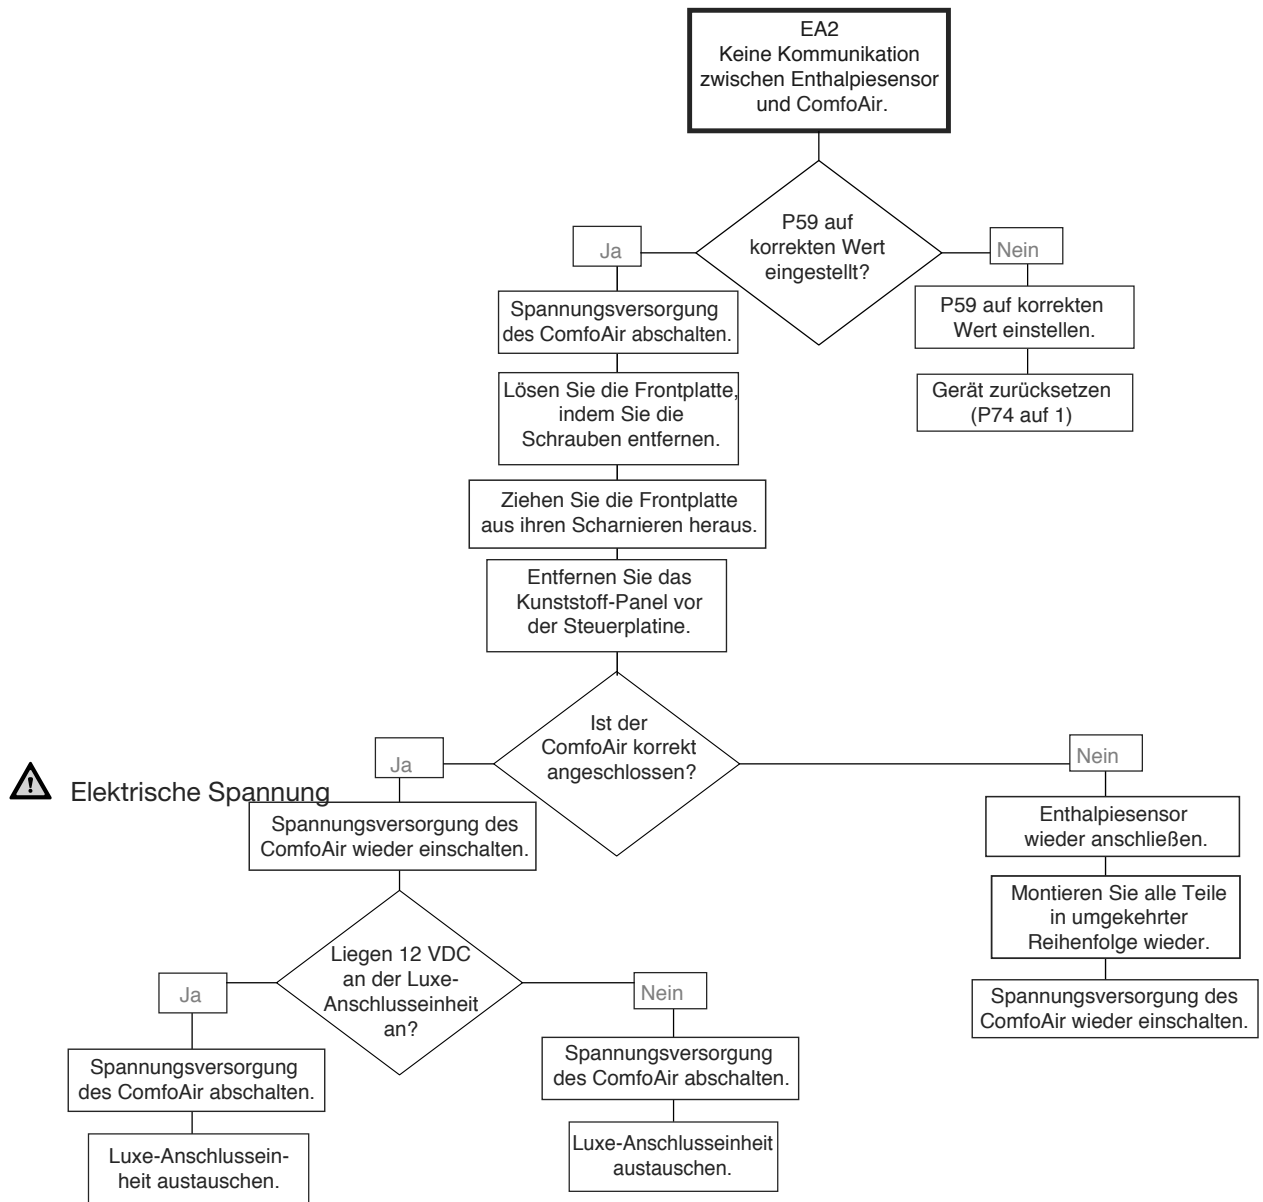 EA2
Keine Kommunikation
zwischen Enthalpiesensor
und ComfoAir.
P59 auf
korrekten Wert
eingestellt?
Ja
Nein
Spannungsversorgung
des ComfoAir abschalten.
P59 auf korrekten
Wert einstellen.
Lösen Sie die Frontplatte,
indem Sie die
Schrauben entfernen.
Gerät zurücksetzen
(P74 auf 1)
Ziehen Sie die Frontplatte
aus ihren Scharnieren heraus.
Entfernen Sie das
Kunststoff-Panel vor
der Steuerplatine.
Ist der
ComfoAir korrekt
angeschlossen?
Ja
Nein
Elektrische Spannung
Spannungsversorgung des
ComfoAir wieder einschalten.
Enthalpiesensor
wieder anschließen.
Montieren Sie alle Teile
in umgekehrter
Reihenfolge wieder.
Spannungsversorgung des
ComfoAir wieder einschalten.
Liegen 12 VDC
an der Luxe-
Anschlusseinheit
an?
Ja
Nein
Spannungsversorgung
des ComfoAir abschalten.
Luxe-Anschlussein-
heit austauschen.
Spannungsversorgung
des ComfoAir abschalten.
Luxe-Anschlusseinheit
austauschen.